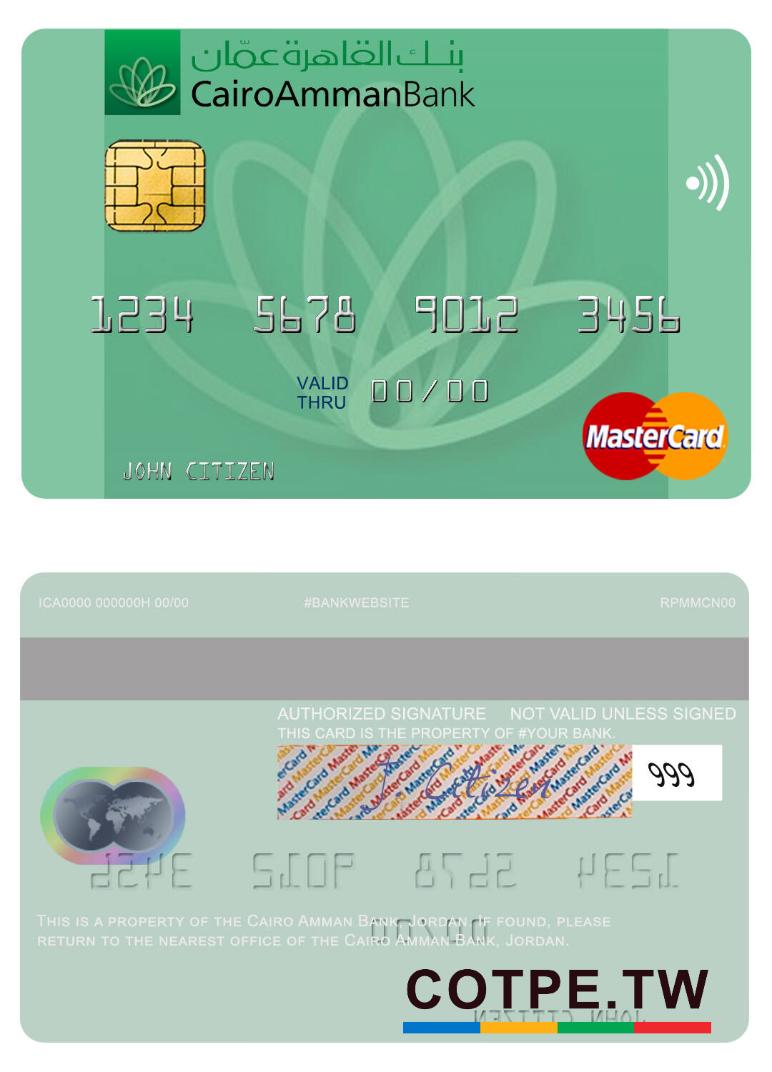 بنك القاهرة عمّان
CairoAmmanBank
1234 5678 9012 3456
VALID THRU 00/00
JOHN CITIZEN
MasterCard
ICA0000 000000H 00/00 #BANKWEBSITE RPMMCN00
AUTHORIZED SIGNATURE NOT VALID UNLESS SIGNED
THIS CARD IS THE PROPERTY OF #YOUR BANK.
J Citizen
999
THIS IS A PROPERTY OF THE CAIRO AMMAN BANK, JORDAN. IF FOUND, PLEASE
RETURN TO THE NEAREST OFFICE OF THE CAIRO AMMAN BANK, JORDAN.
COTPE.TW